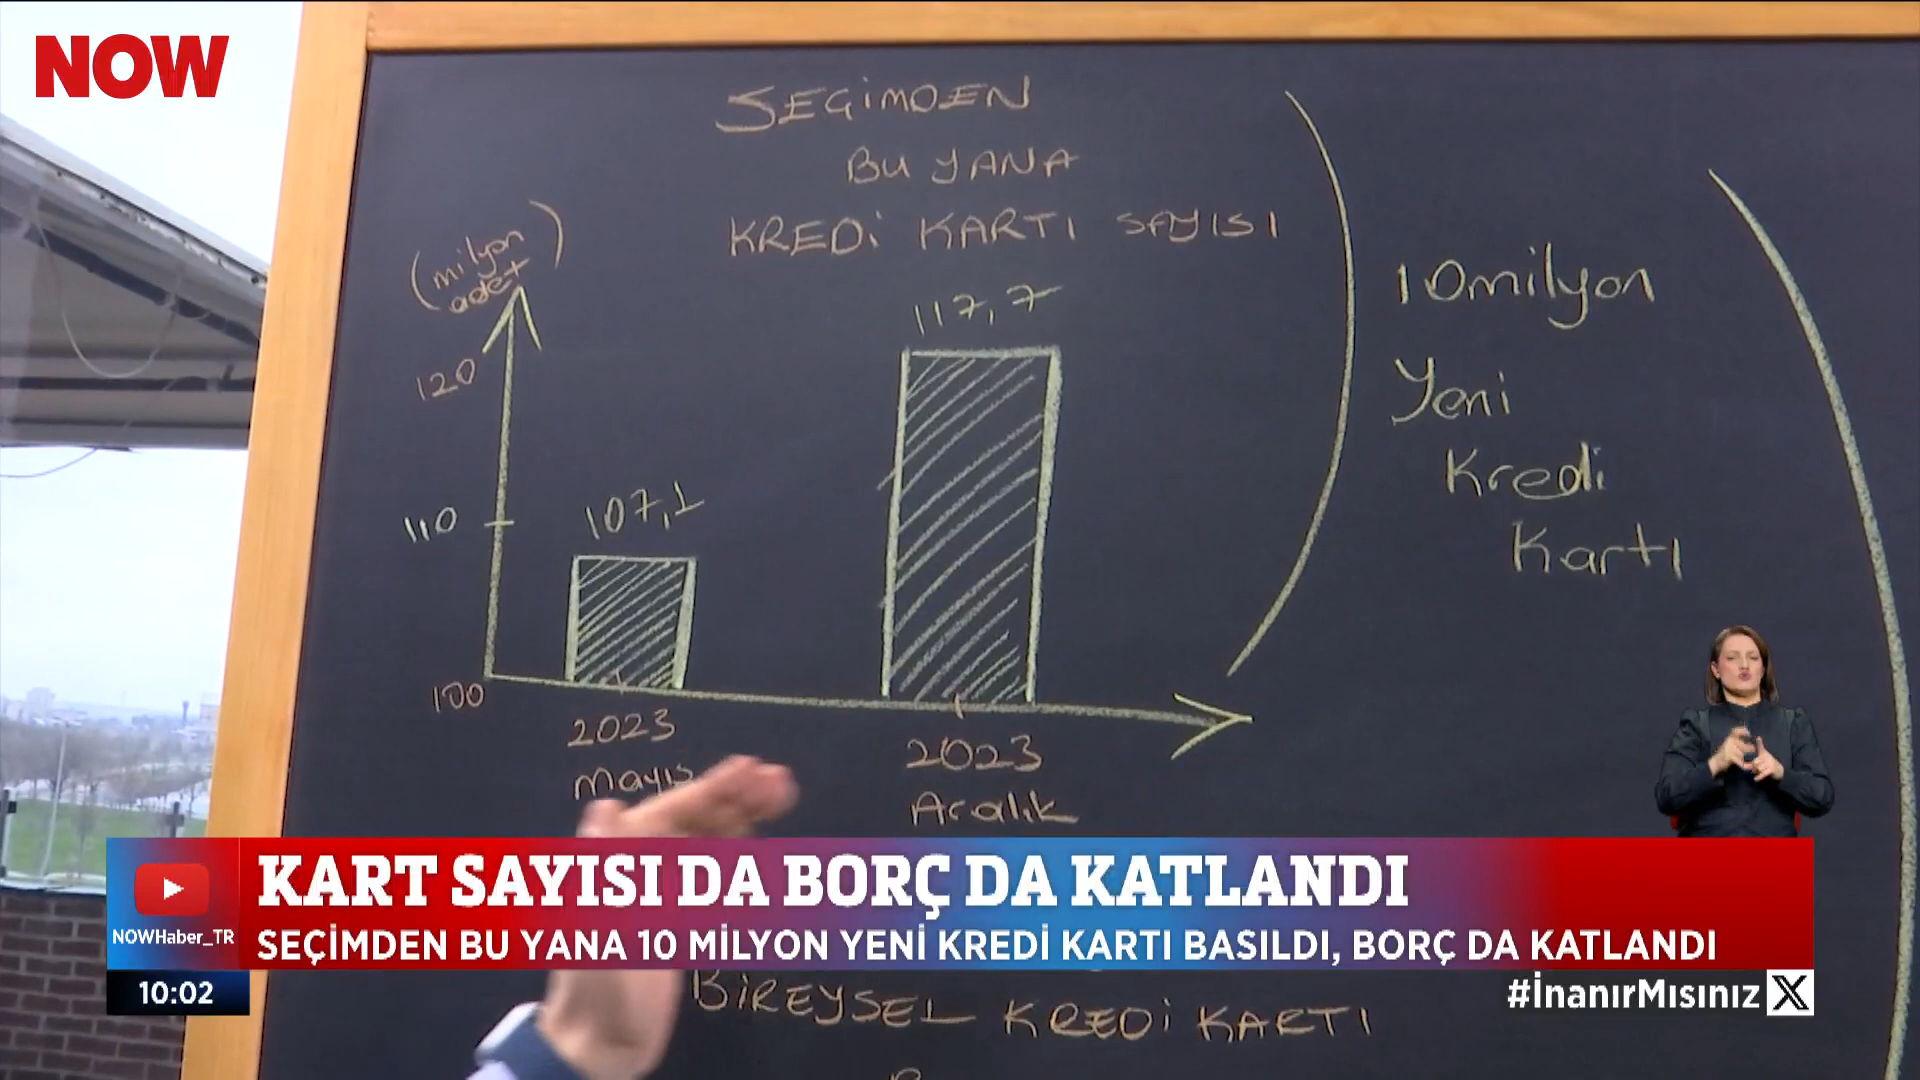 NOW
SEÇİMDEN
BU YANA
KREDİ KARTI SAYISI
(milyon
adet)
120
110
100
107,1
117,7
2023
Mayıs
2023
Aralık
10milyon
Yeni
Kredi
Kartı
KART SAYISI DA BORÇ DA KATLANDI
NOWHaber_TR
SEÇİMDEN BU YANA 10 MİLYON YENİ KREDİ KARTI BASILDI, BORÇ DA KATLANDI
10:02
#İnanırMısınız X
BİREYSEL KREDİ KARTI